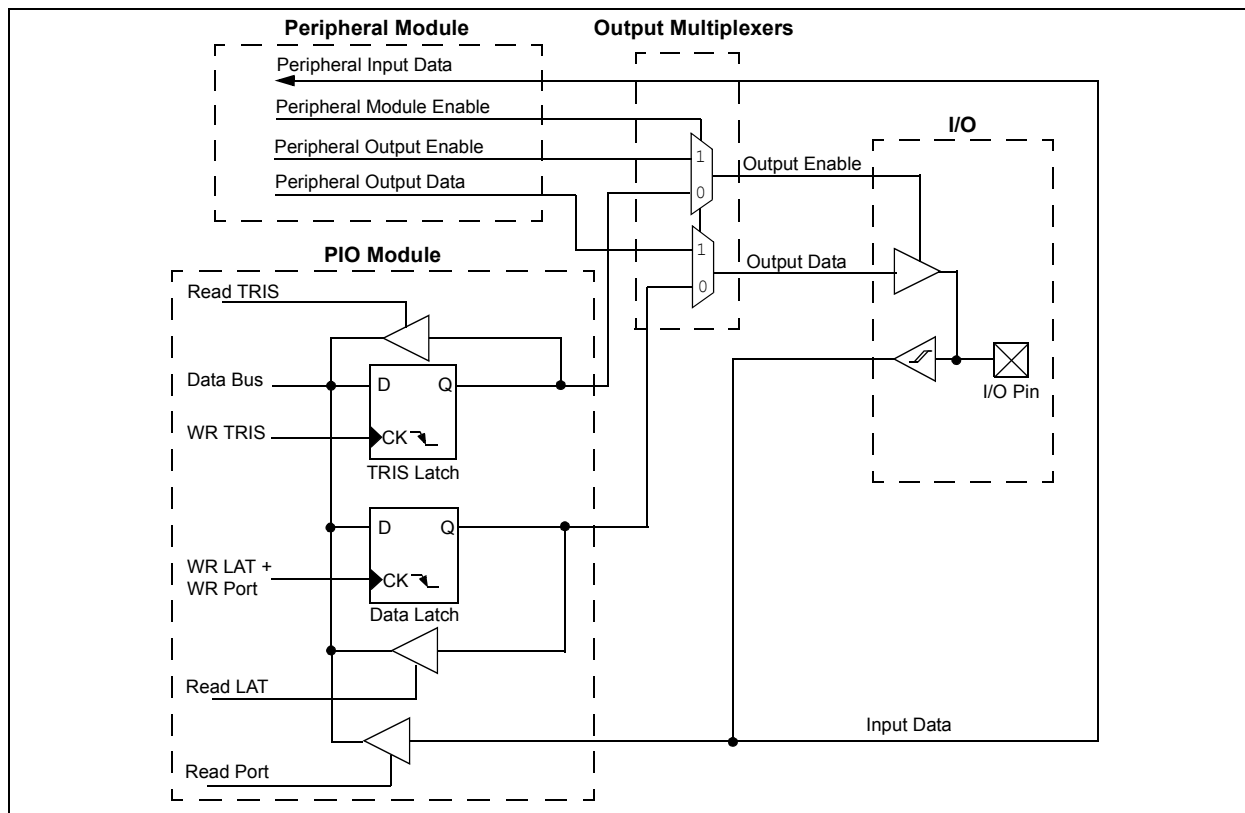 Peripheral Module
Output Multiplexers
Peripheral Input Data
Peripheral Module Enable
Peripheral Output Enable
Peripheral Output Data
1
0
Output Enable
I/O
1
0
Output Data
I/O Pin
PIO Module
Read TRIS
Data Bus
D
Q
WR TRIS
CK
TRIS Latch
D
Q
WR LAT +
WR Port
CK
Data Latch
Read LAT
Input Data
Read Port